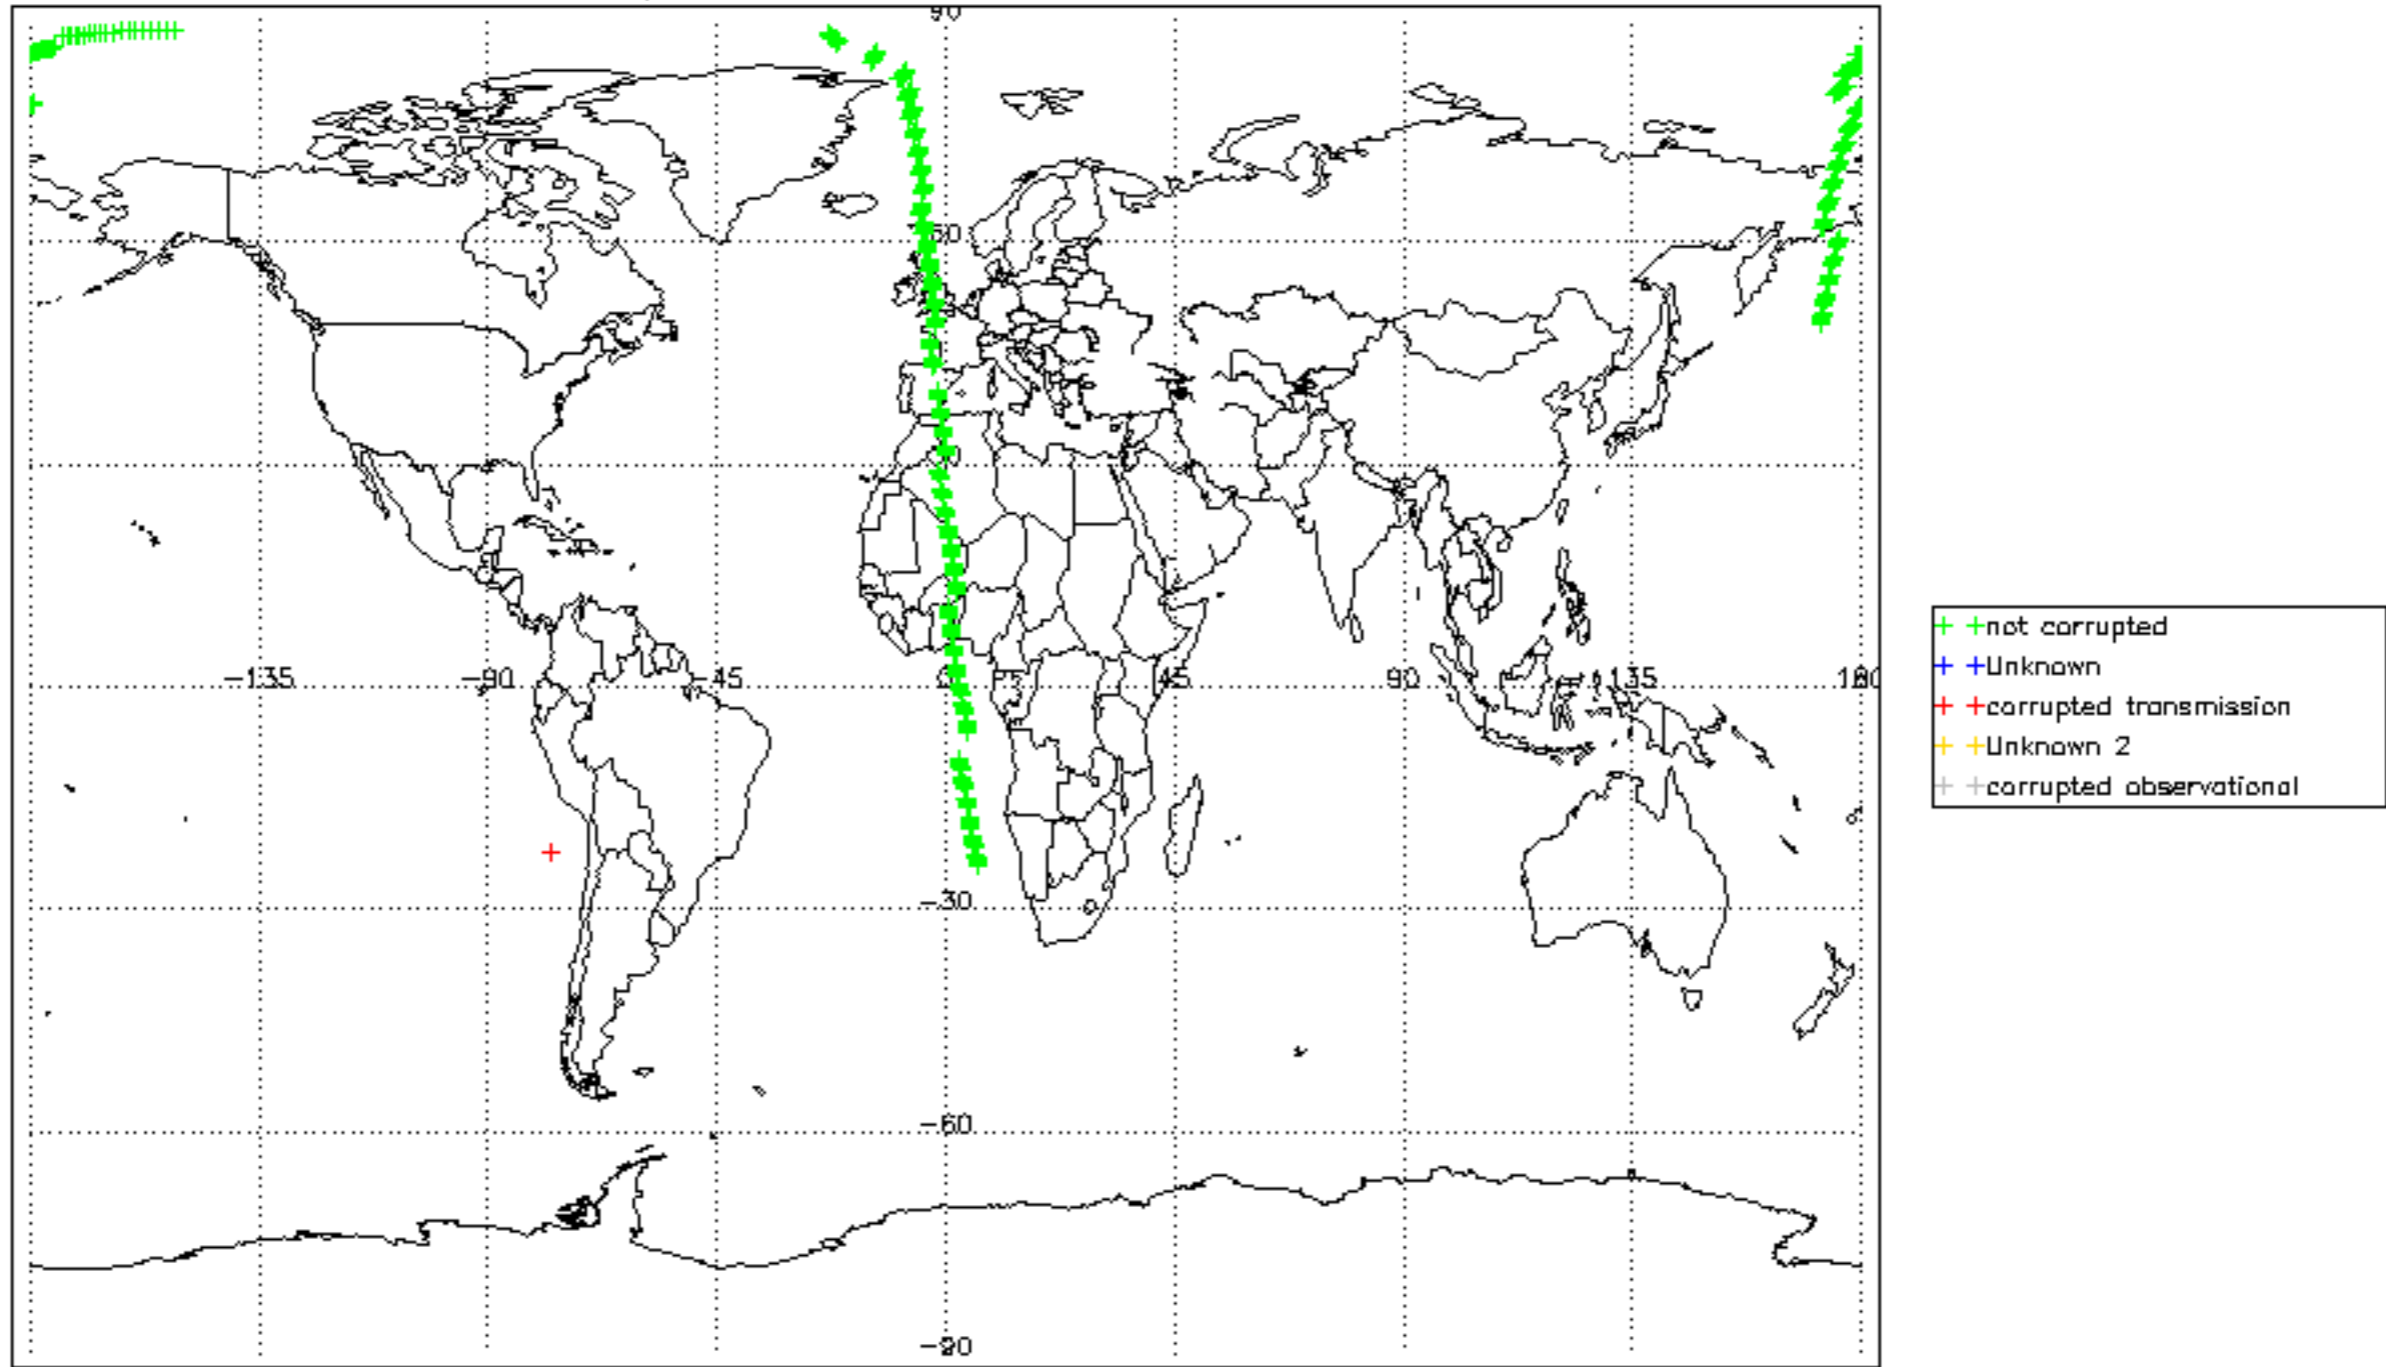 90
60
-135
-90
-45
45
90
135
180
-30
-60
-90
not corrupted
Unknown
corrupted transmission
Unknown 2
corrupted observational